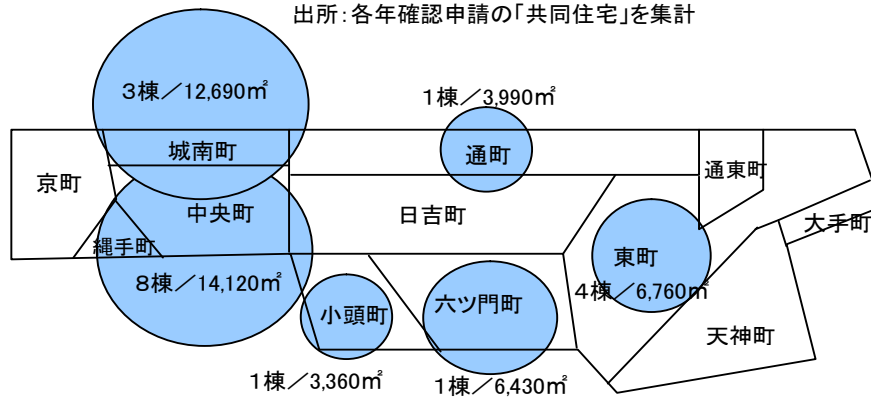 出所：各年確認申請の「共同住宅」を集計
3棟／12,690㎡
1棟／3,990㎡
城南町
通町
通東町
京町
中央町
日吉町
大手町
縄手町
東町
8棟／14,120㎡
4棟／6,760㎡
小頭町
六ツ門町
天神町
1棟／3,360㎡
1棟／6,430㎡